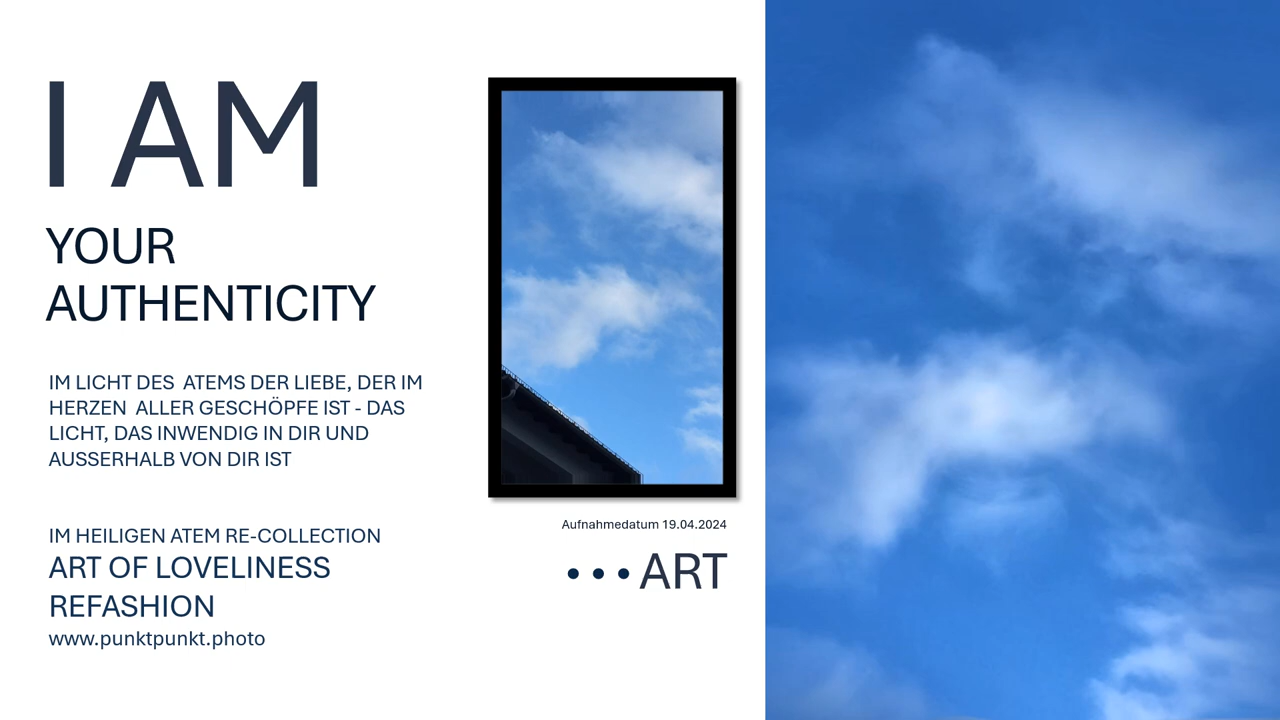 I AM
YOUR
AUTHENTICITY
IM LICHT DES  ATEMS DER LIEBE, DER IM
HERZEN  ALLER GESCHÖPFE IST - DAS
LICHT, DAS INWENDIG IN DIR UND
AUSSERHALB VON DIR IST
IM HEILIGEN ATEM RE-COLLECTION
ART OF LOVELINESS
REFASHION
www.punktpunkt.photo
Aufnahmedatum 19.04.2024
•••ART